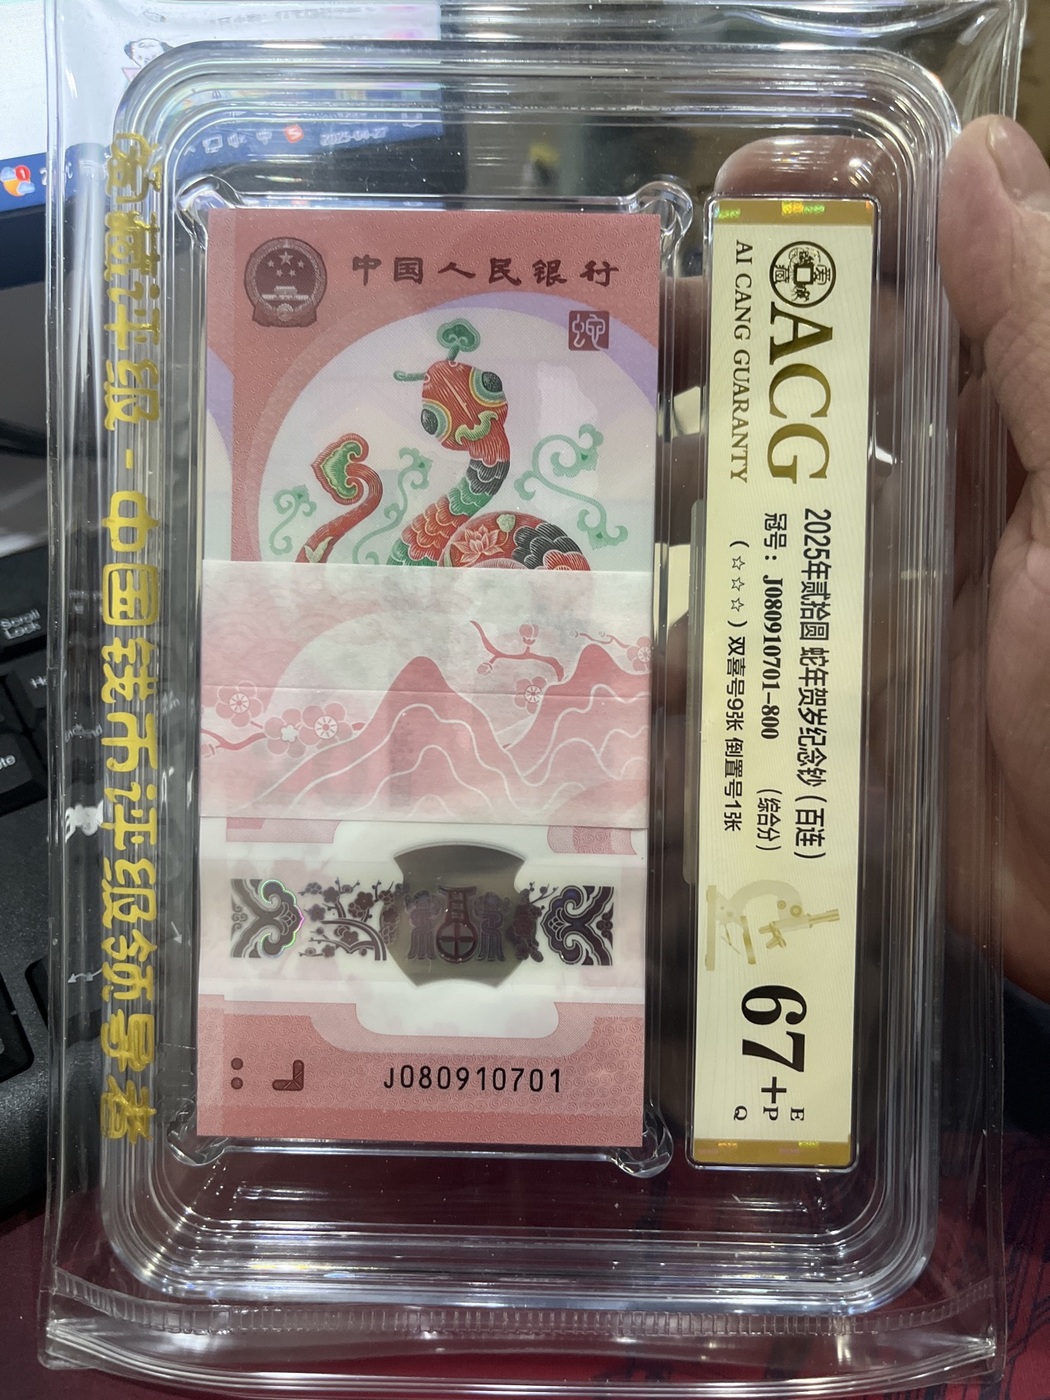 中国人民银行
蛇
J080910701
爱藏评级 - 中国钱币评级领导者
ACG
AI CANG GUARANTY
2025年贰拾圆 蛇年贺岁纪念钞（百连）
冠号：J080910701-800 （综合分）
（☆☆☆）双喜号9张 倒置号1张
67+
E
P
Q
Scroll
Lock